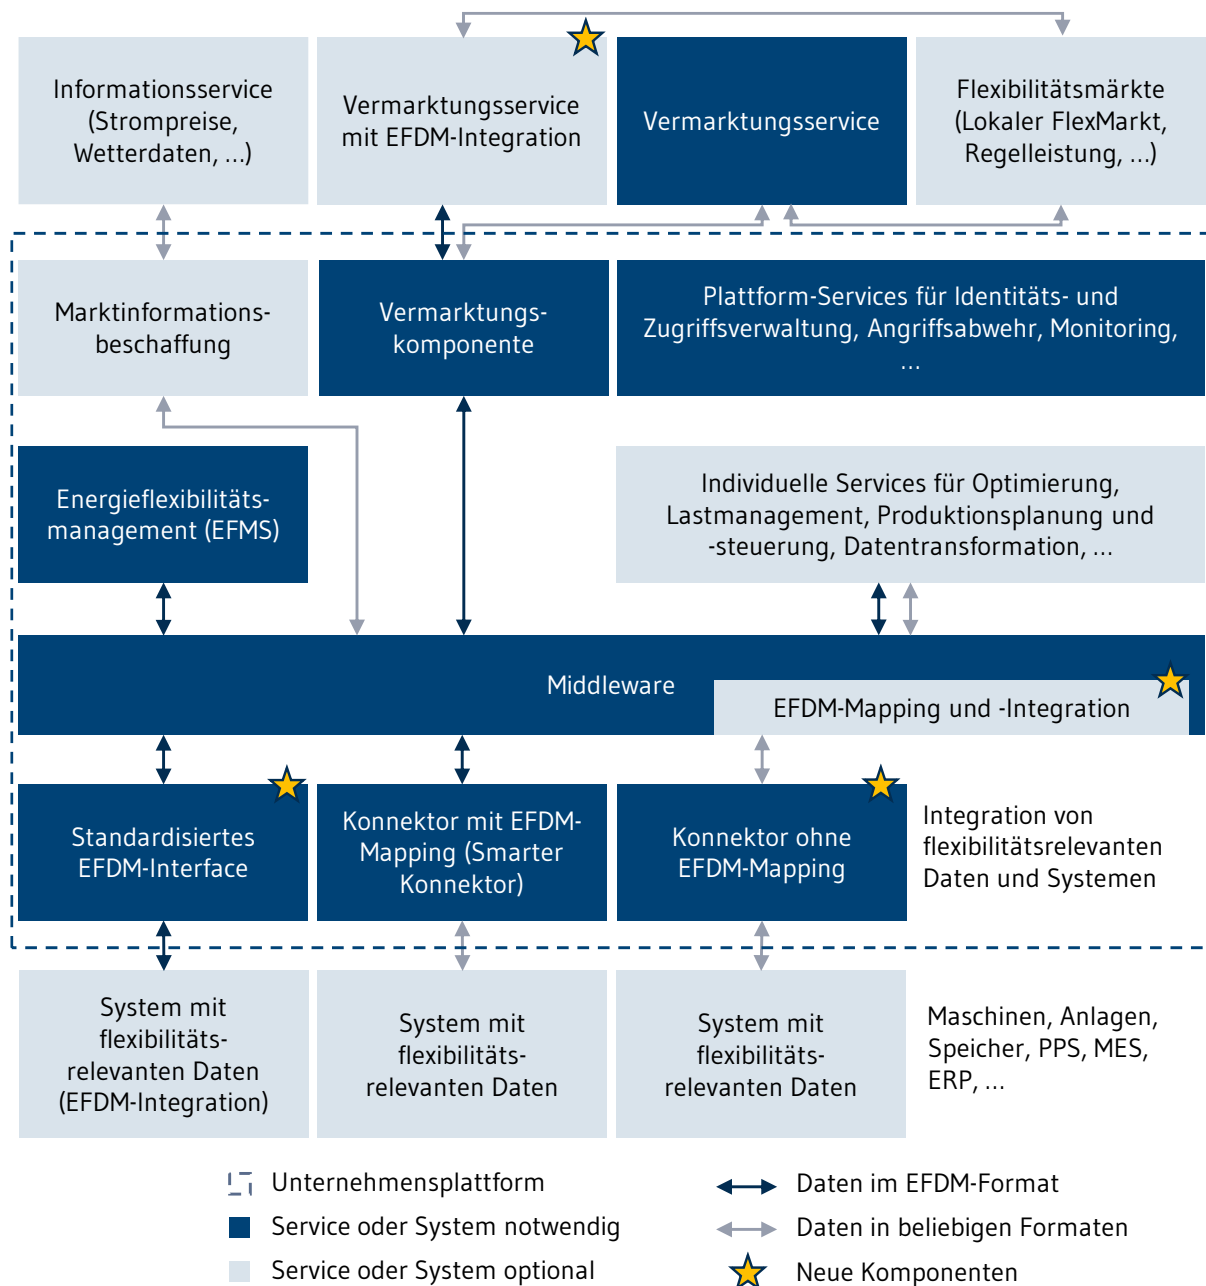 Informationsservice
(Strompreise,
Wetterdaten, ...)
Vermarktungsservice
mit EFDM-Integration
Vermarktungsservice
Flexibilitätsmärkte
(Lokaler FlexMarkt,
Regelleistung, ...)
Marktinformations-
beschaffung
Vermarktungs-
komponente
Plattform-Services für Identitäts- und
Zugriffsverwaltung, Angriffsabwehr, Monitoring,
...
Energieflexibilitäts-
management (EFMS)
Individuelle Services für Optimierung,
Lastmanagement, Produktionsplanung und
-steuerung, Datentransformation, ...
Middleware
EFDM-Mapping und -Integration
Standardisiertes
EFDM-Interface
Konnektor mit EFDM-
Mapping (Smarter
Konnektor)
Konnektor ohne
EFDM-Mapping
Integration von
flexibilitätsrelevanten
Daten und Systemen
System mit
flexibilitäts-
relevanten Daten
(EFDM-Integration)
System mit
flexibilitäts-
relevanten Daten
System mit
flexibilitäts-
relevanten Daten
Maschinen, Anlagen,
Speicher, PPS, MES,
ERP, ...
Unternehmensplattform
Service oder System notwendig
Service oder System optional
Daten im EFDM-Format
Daten in beliebigen Formaten
Neue Komponenten